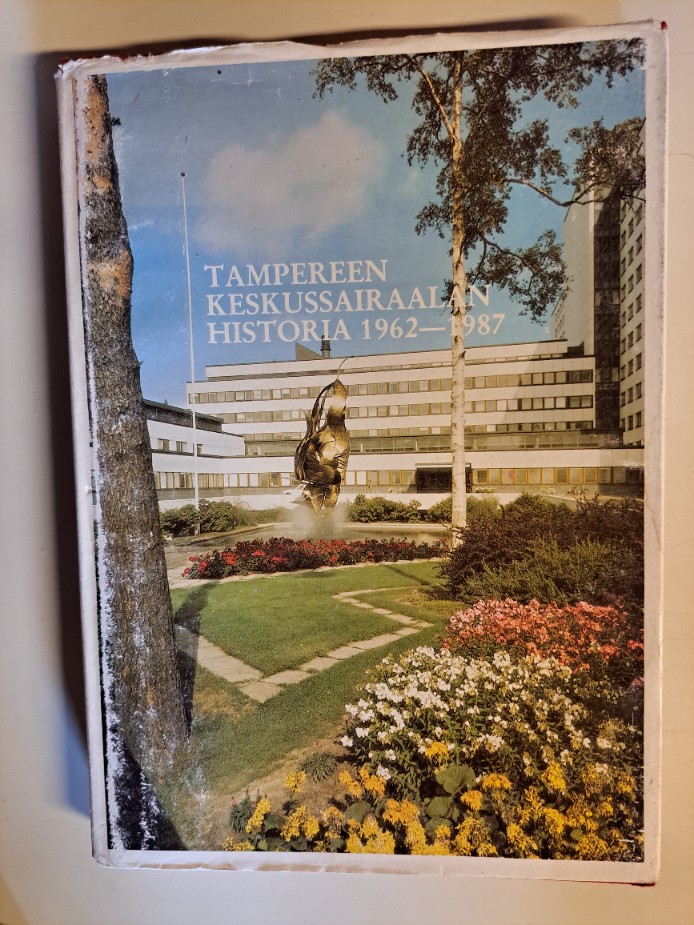 TAMPEREEN
KESKUSSAIRAALAN
HISTORIA 1962—1987